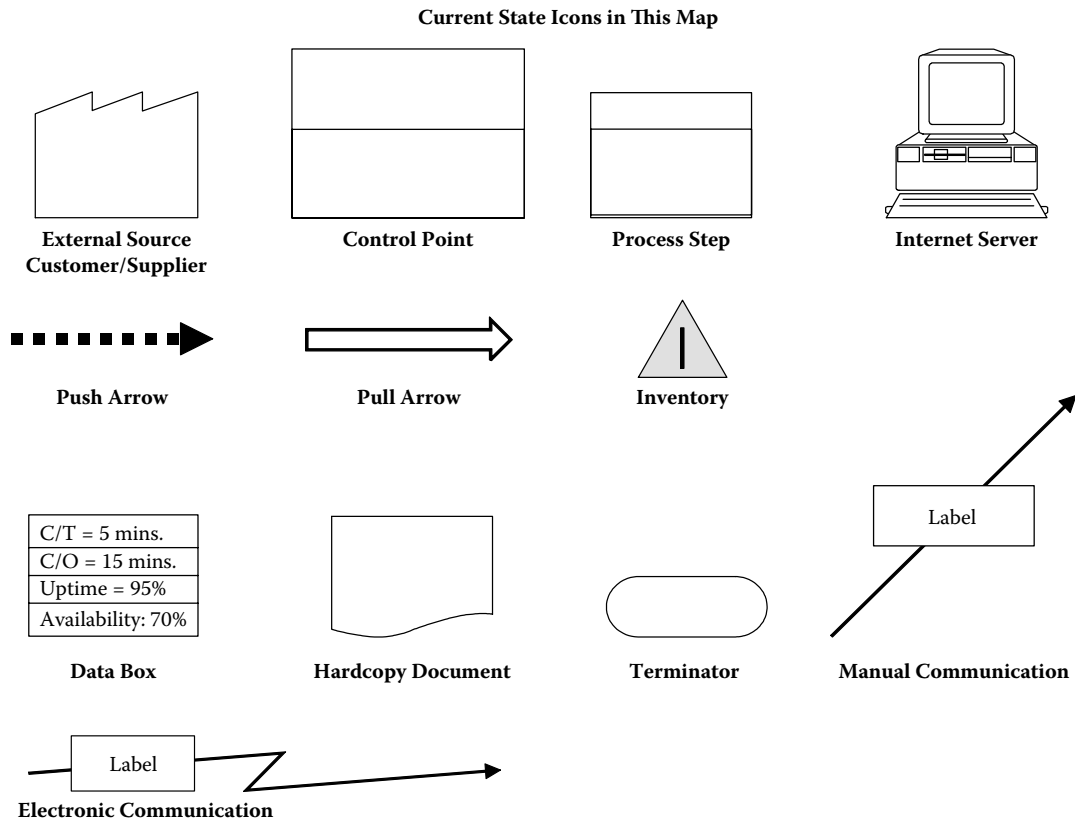 Current State Icons in This Map
External Source
Customer/Supplier
Control Point
Process Step
Internet Server
Push Arrow
Pull Arrow
I
Inventory
C/T = 5 mins.
C/O = 15 mins.
Uptime = 95%
Availability: 70%
Data Box
Hardcopy Document
Terminator
Label
Manual Communication
Label
Electronic Communication